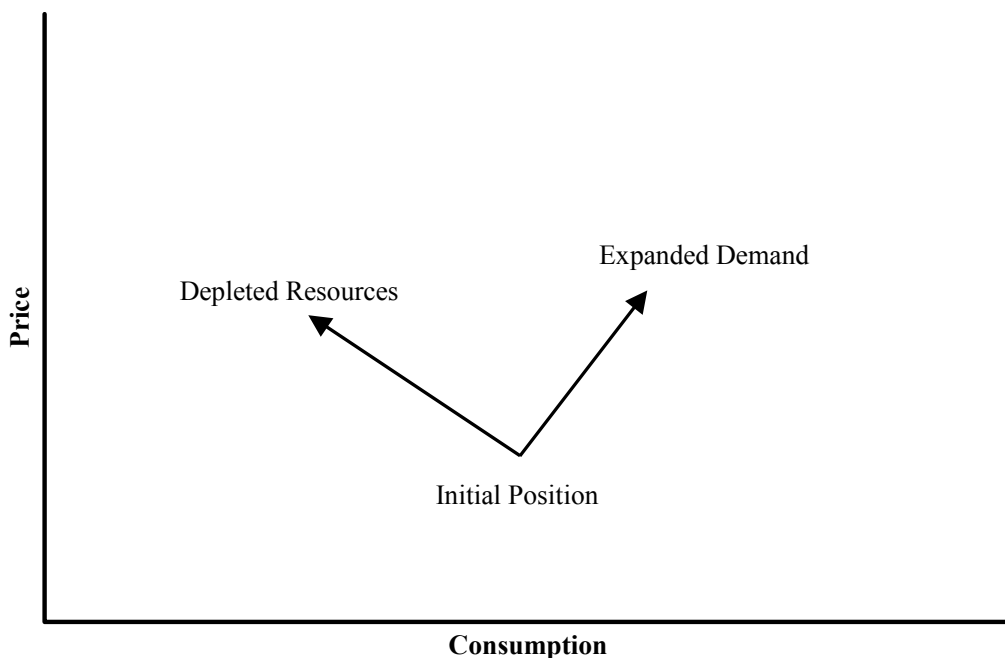 Expanded Demand
Depleted Resources
Price
Initial Position
Consumption